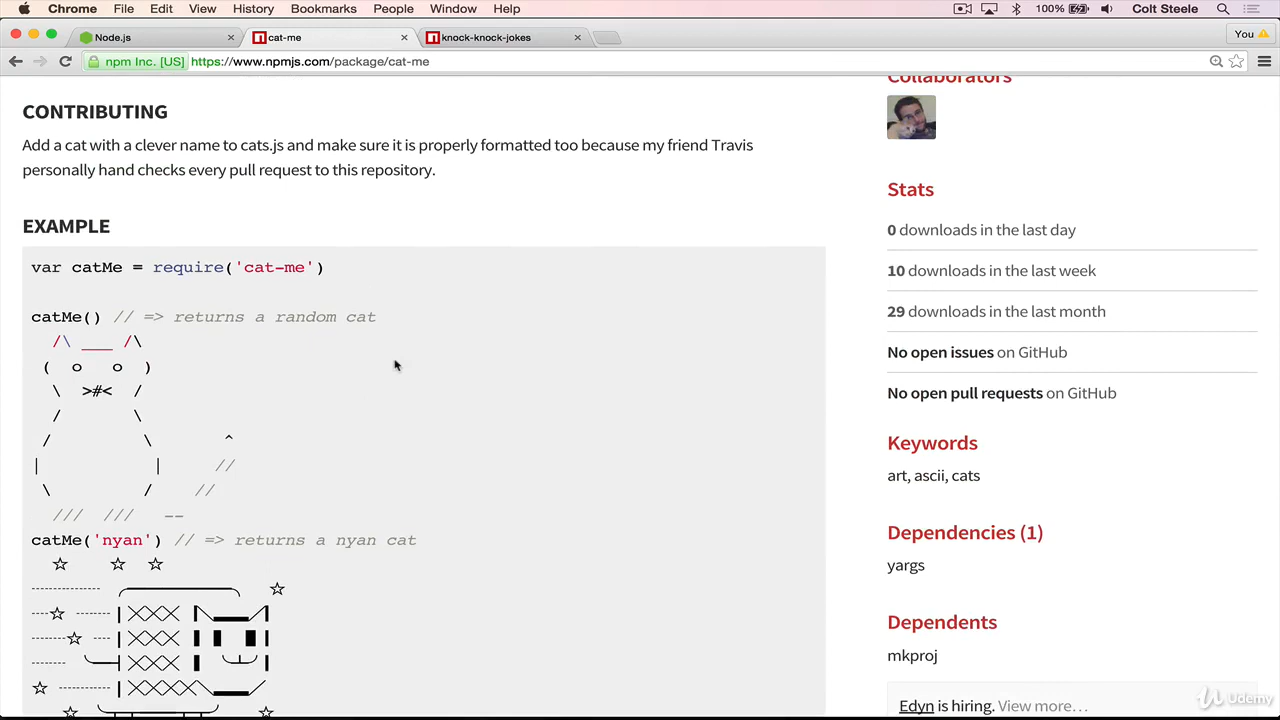 Chrome File Edit View History Bookmarks People Window Help 100% Colt Steele
Node.js × cat-me × knock-knock-jokes × You
npm Inc. [US] https://www.npmjs.com/package/cat-me
CONTRIBUTING
Add a cat with a clever name to cats.js and make sure it is properly formatted too because my friend Travis
personally hand checks every pull request to this repository.
EXAMPLE
var catMe = require('cat-me')
catMe() // => returns a random cat
/\ ___ /\
( o o )
\ >#< /
/ \
/ \ ^
| | //
\ / //
/// /// --
catMe('nyan') // => returns a nyan cat
Collaborators
Stats
0 downloads in the last day
10 downloads in the last week
29 downloads in the last month
No open issues on GitHub
No open pull requests on GitHub
Keywords
art, ascii, cats
Dependencies (1)
yargs
Dependents
mkproj
Edyn is hiring. View more…
Udemy